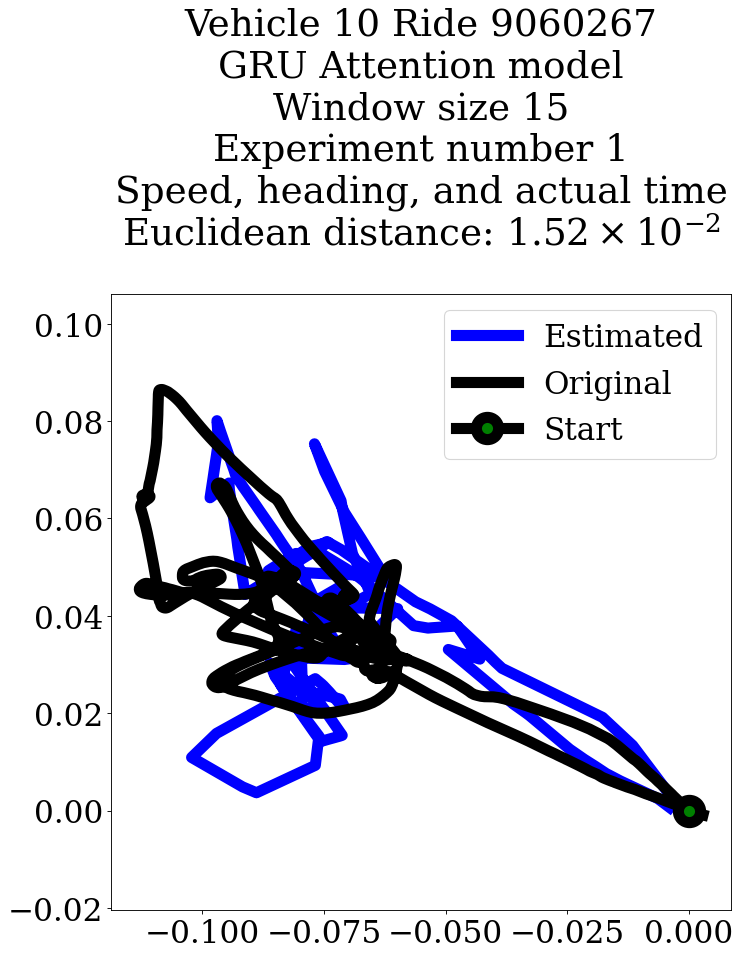 Vehicle 10 Ride 9060267
GRU Attention model
Window size 15
Experiment number 1
Speed, heading, and actual time
Euclidean distance: 1.52 × 10⁻²
Estimated
Original
Start
0.10
0.08
0.06
0.04
0.02
0.00
−0.02
−0.100 −0.075 −0.050 −0.025 0.000